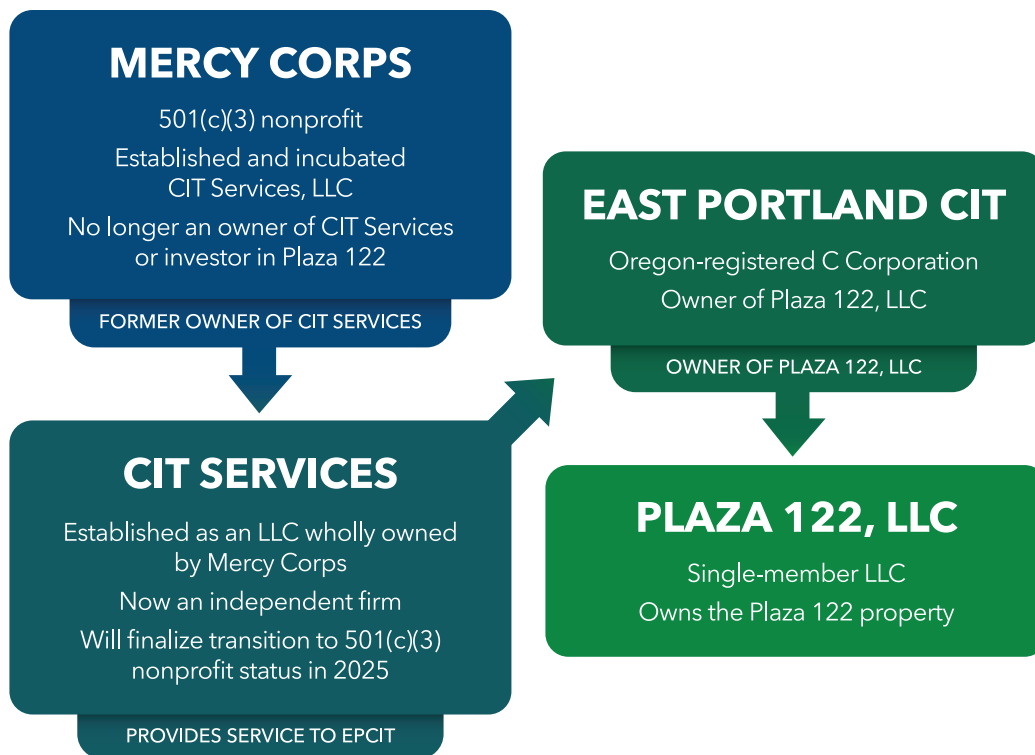 MERCY CORPS
501(c)(3) nonprofit
Established and incubated
CIT Services, LLC
No longer an owner of CIT Services
or investor in Plaza 122
FORMER OWNER OF CIT SERVICES
CIT SERVICES
Established as an LLC wholly owned
by Mercy Corps
Now an independent firm
Will finalize transition to 501(c)(3)
nonprofit status in 2025
PROVIDES SERVICE TO EPCIT
EAST PORTLAND CIT
Oregon-registered C Corporation
Owner of Plaza 122, LLC
OWNER OF PLAZA 122, LLC
PLAZA 122, LLC
Single-member LLC
Owns the Plaza 122 property